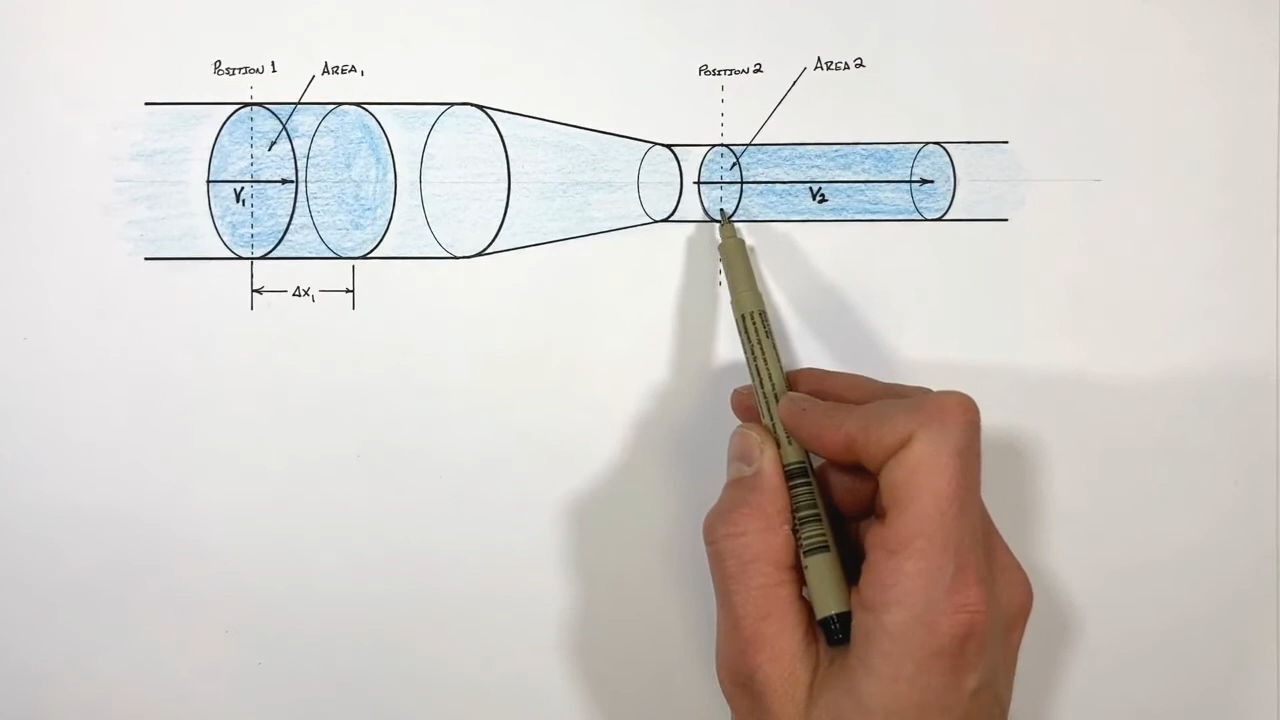 POSITION 1
AREA₁
POSITION 2
AREA 2
V₁
V₂
ΔX₁